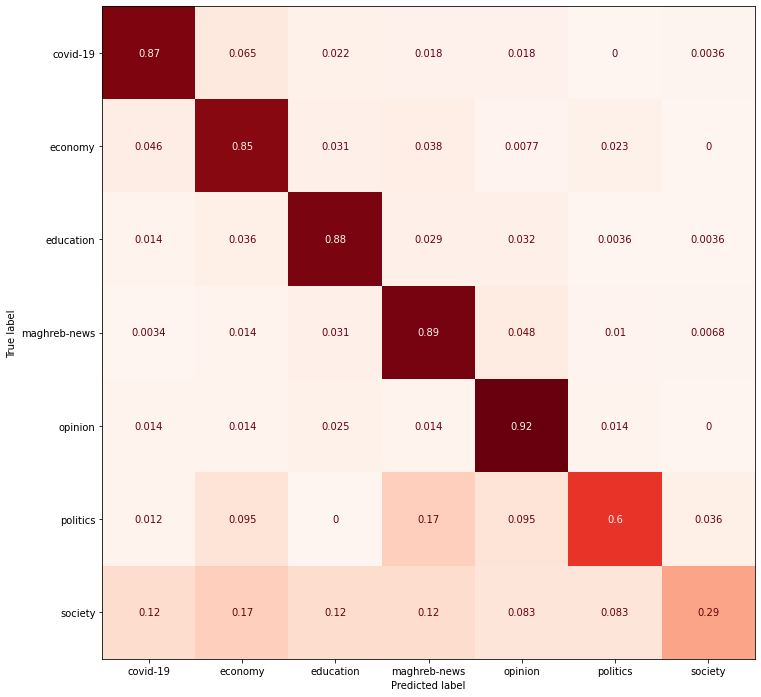 covid-19 0.87 0.065 0.022 0.018 0.018 0 0.0036
economy 0.046 0.85 0.031 0.038 0.0077 0.023 0
education 0.014 0.036 0.88 0.029 0.032 0.0036 0.0036
maghreb-news 0.0034 0.014 0.031 0.89 0.048 0.01 0.0068
opinion 0.014 0.014 0.025 0.014 0.92 0.014 0
politics 0.012 0.095 0 0.17 0.095 0.6 0.036
society 0.12 0.17 0.12 0.12 0.083 0.083 0.29
covid-19 economy education maghreb-news opinion politics society
Predicted label
True label